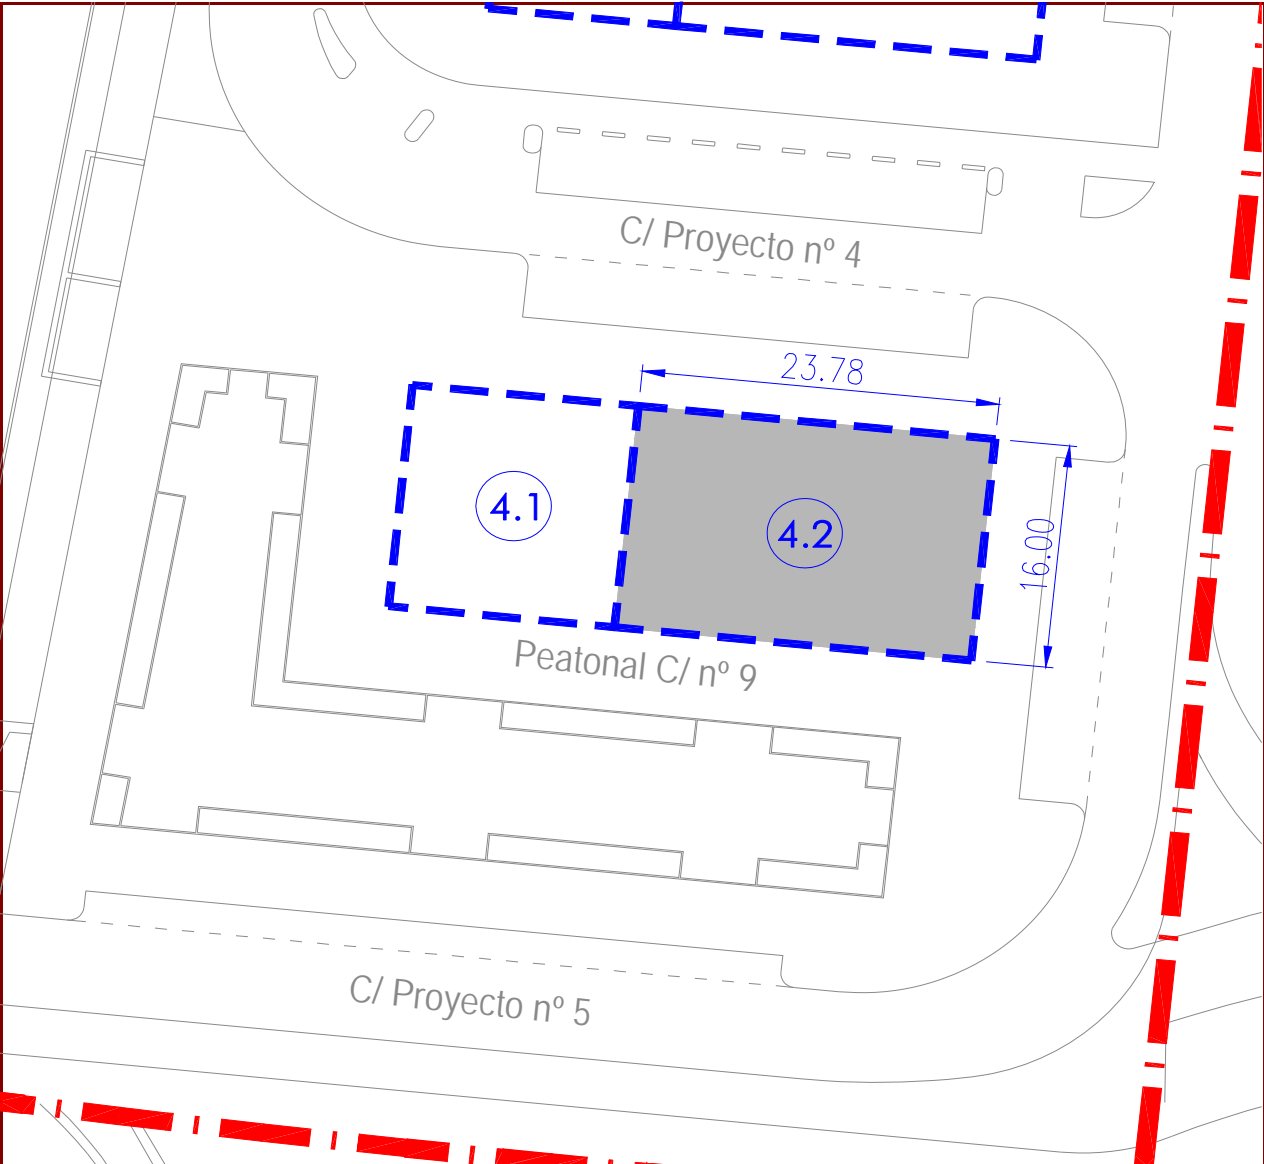 C/ Proyecto nº 4
23.78
4.1
4.2
16.00
Peatonal C/ nº 9
C/ Proyecto nº 5